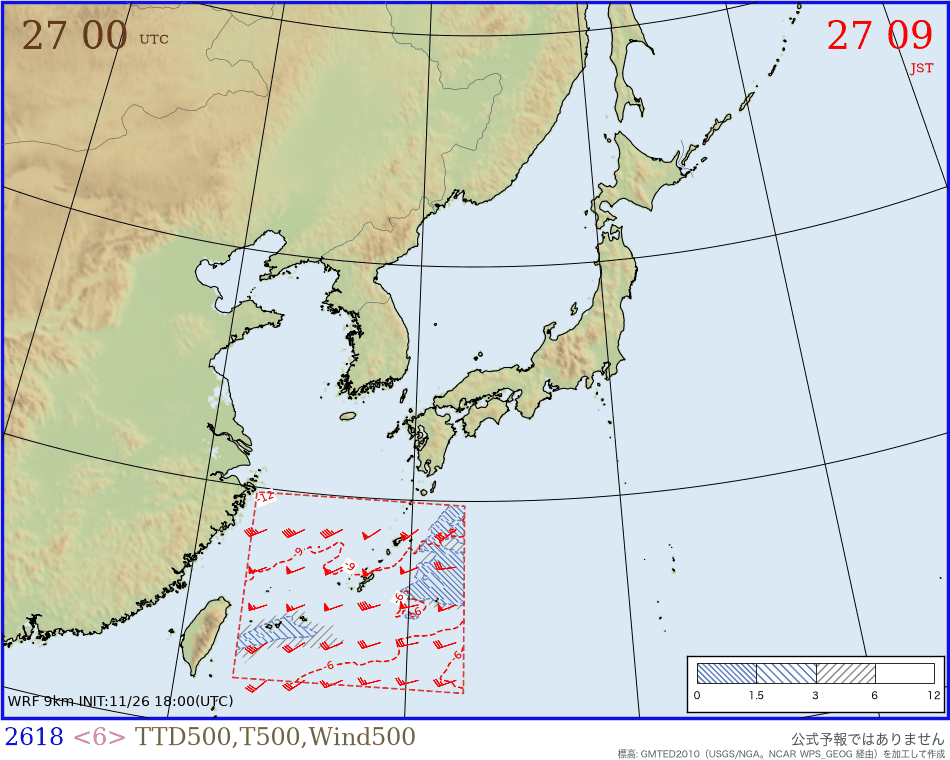 27 00 UTC
27 09
JST
-12
-9
-9
-6
-6
-6
-6
WRF 9km INIT:11/26 18:00(UTC)
0 1.5 3 6 12
2618 <6> TTD500,T500,Wind500
公式予報ではありません
標高: GMTED2010（USGS/NGA。NCAR WPS_GEOG 経由）を加工して作成